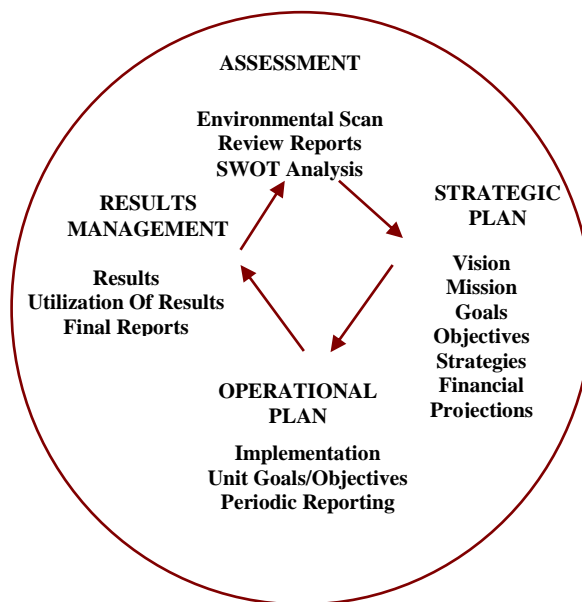 ASSESSMENT
Environmental Scan
Review Reports
SWOT Analysis
STRATEGIC
PLAN
Vision
Mission
Goals
Objectives
Strategies
Financial
Projections
OPERATIONAL
PLAN
Implementation
Unit Goals/Objectives
Periodic Reporting
RESULTS
MANAGEMENT
Results
Utilization Of Results
Final Reports